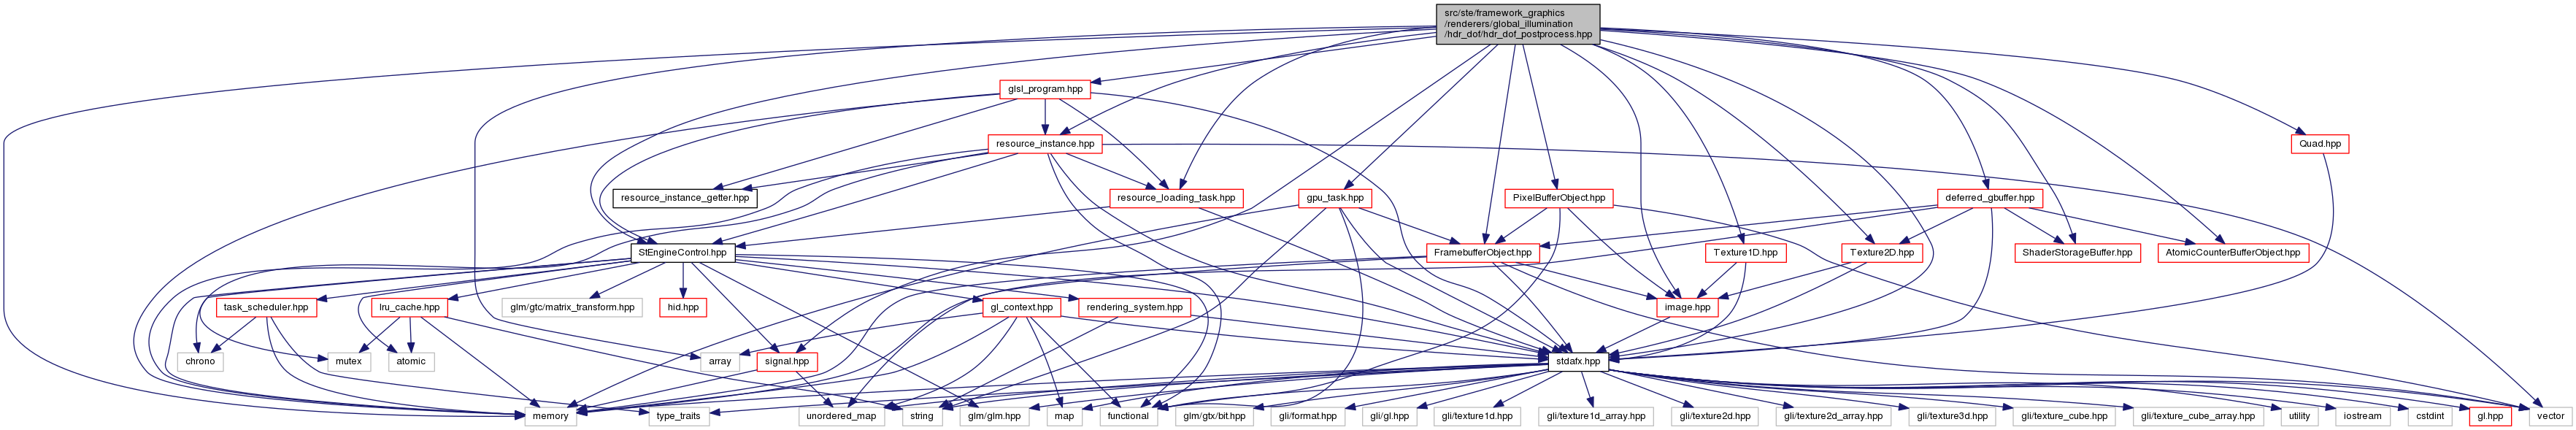 src/ste/framework_graphics
/renderers/global_illumination
/hdr_dof/hdr_dof_postprocess.hpp
glsl_program.hpp
resource_instance.hpp
Quad.hpp
resource_instance_getter.hpp
resource_loading_task.hpp
gpu_task.hpp
PixelBufferObject.hpp
deferred_gbuffer.hpp
StEngineControl.hpp
FramebufferObject.hpp
Texture1D.hpp
Texture2D.hpp
ShaderStorageBuffer.hpp
AtomicCounterBufferObject.hpp
task_scheduler.hpp
lru_cache.hpp
glm/gtc/matrix_transform.hpp
hid.hpp
gl_context.hpp
rendering_system.hpp
image.hpp
chrono
mutex
atomic
array
signal.hpp
stdafx.hpp
memory
type_traits
unordered_map
string
glm/glm.hpp
map
functional
glm/gtx/bit.hpp
gli/format.hpp
gli/gl.hpp
gli/texture1d.hpp
gli/texture1d_array.hpp
gli/texture2d.hpp
gli/texture2d_array.hpp
gli/texture3d.hpp
gli/texture_cube.hpp
gli/texture_cube_array.hpp
utility
iostream
cstdint
gl.hpp
vector